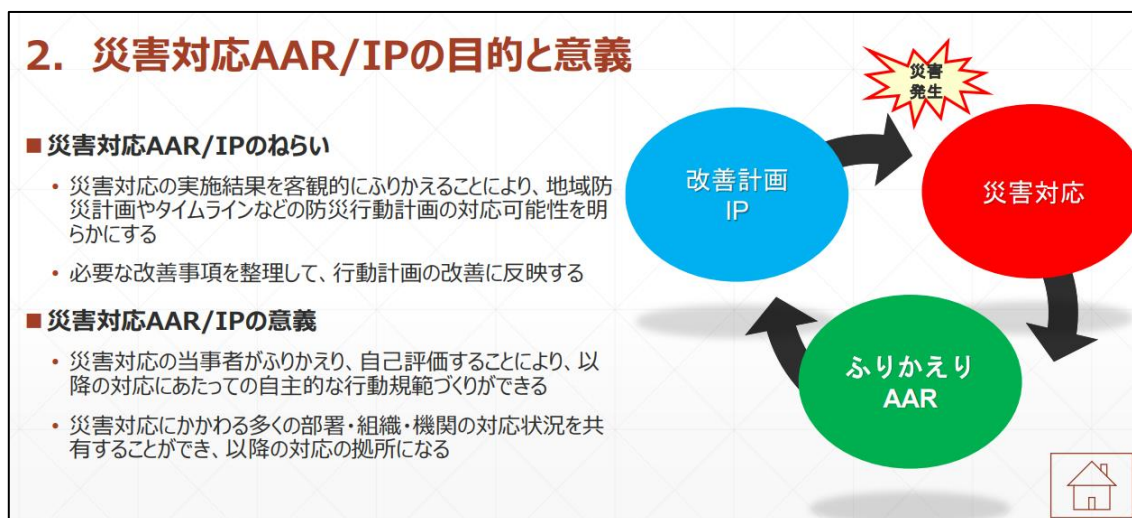 2. 災害対応AAR/IPの目的と意義
■災害対応AAR/IPのねらい
• 災害対応の実施結果を客観的にふりかえることにより、地域防
災計画やタイムラインなどの防災行動計画の対応可能性を明
らかにする
• 必要な改善事項を整理して、行動計画の改善に反映する
■災害対応AAR/IPの意義
• 災害対応の当事者がふりかえり、自己評価することにより、以
降の対応にあたっての自主的な行動規範づくりができる
• 災害対応にかかわる多くの部署・組織・機関の対応状況を共
有することができ、以降の対応の拠所になる
災害
発生
改善計画
IP
災害対応
ふりかえり
AAR